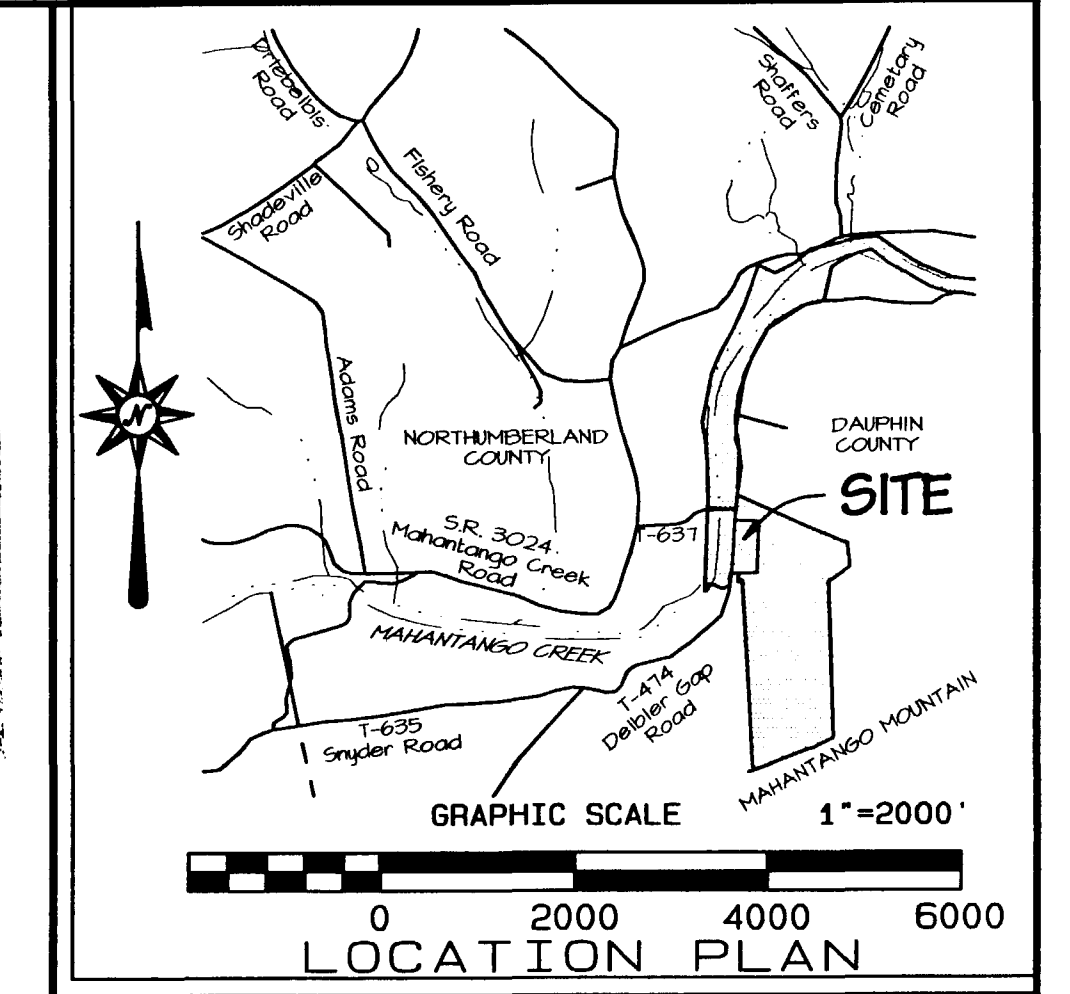 Drtebelbis
Road
Shaffers
Road
Cemetary
Road
Fishery Road
Shadeville
Road
N
Adams Road
NORTHUMBERLAND
COUNTY
DAUPHIN
COUNTY
SITE
S.R. 3024
Mahantango Creek
Road
T-637
MAHANTANGO CREEK
T-474
Deibler Gap
Road
T-635
Snyder Road
MAHANTANGO MOUNTAIN
GRAPHIC SCALE 1"=2000'
0 2000 4000 6000
LOCATION PLAN